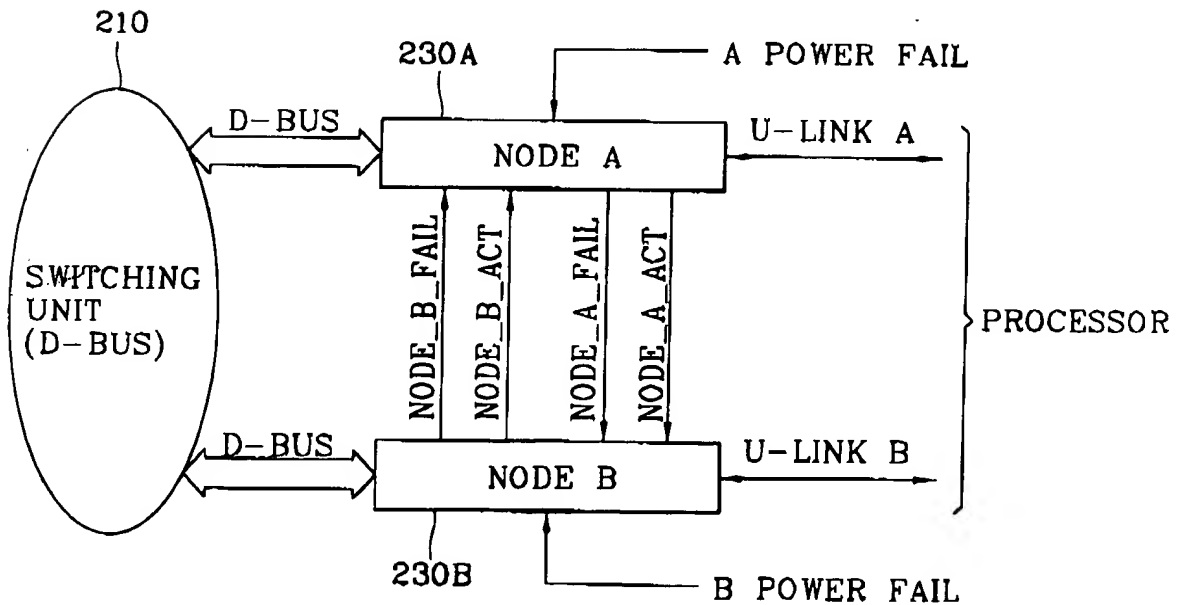 210
230A
A POWER FAIL
D-BUS
U-LINK A
NODE A
NODE_B_FAIL
NODE_B_ACT
NODE_A_FAIL
NODE_A_ACT
SWITCHING
UNIT
(D-BUS)
PROCESSOR
D-BUS
U-LINK B
NODE B
230B
B POWER FAIL